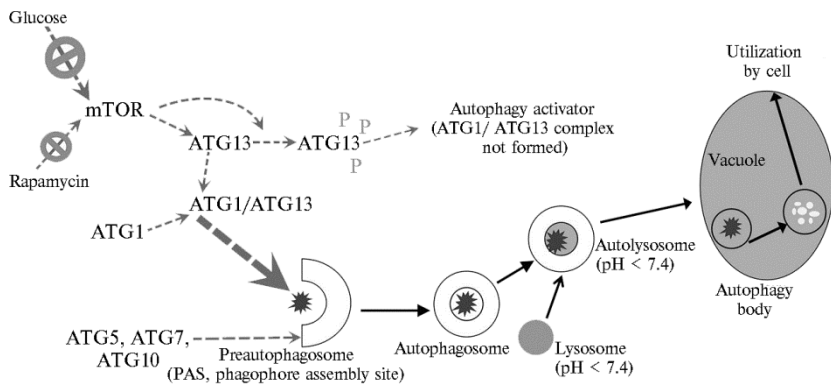 Glucose
mTOR
Rapamycin
ATG13
ATG13
P
P
P
Autophagy activator
(ATG1/ ATG13 complex
not formed)
ATG1
ATG1/ATG13
ATG5, ATG7,
ATG10
Preautophagosome
(PAS, phagophore assembly site)
Autophagosome
Lysosome
(pH < 7.4)
Autolysosome
(pH < 7.4)
Utilization
by cell
Vacuole
Autophagy
body